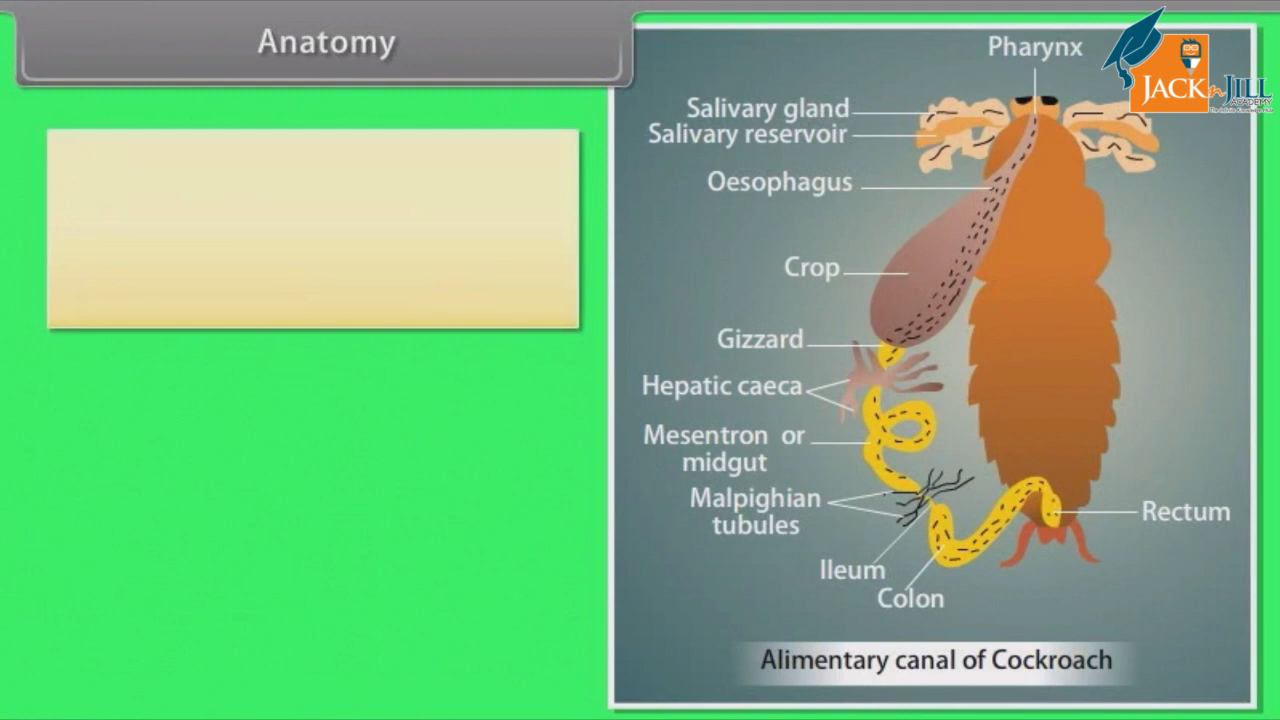 Anatomy
Pharynx
JACK n JILL
ACADEMY
Salivary gland
Salivary reservoir
Oesophagus
Crop
Gizzard
Hepatic caeca
Mesentron or
midgut
Malpighian
tubules
Rectum
Ileum
Colon
Alimentary canal of Cockroach